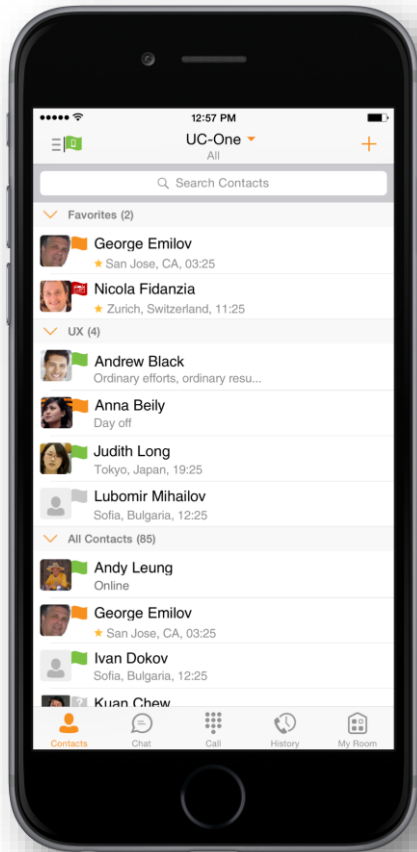 12:57 PM
UC-One
All
Search Contacts
Favorites (2)
George Emilov
San Jose, CA, 03:25
Nicola Fidanzia
Zurich, Switzerland, 11:25
UX (4)
Andrew Black
Ordinary efforts, ordinary resu...
Anna Beily
Day off
Judith Long
Tokyo, Japan, 19:25
Lubomir Mihailov
Sofia, Bulgaria, 12:25
All Contacts (85)
Andy Leung
Online
George Emilov
San Jose, CA, 03:25
Ivan Dokov
Sofia, Bulgaria, 12:25
? Kuan Chew
Contacts Chat Call History My Room